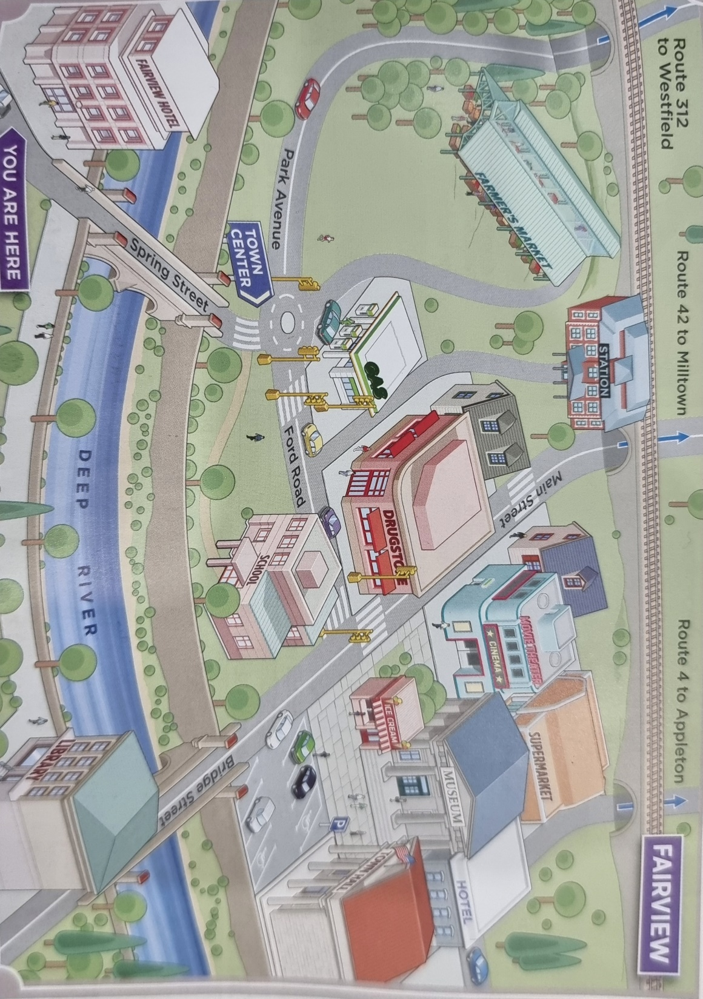 FAIRVIEW
Route 312
to Westfield
Route 42 to Milltown
Route 4 to Appleton
STATION
FARMER'S MARKET
Main Street
MOVIE THEATER
★ CINEMA ★
SUPERMARKET
GAS
DRUGSTORE
ICE CREAM
MUSEUM
HOTEL
P
TOWN HALL
Park Avenue
TOWN
CENTER
Ford Road
SCHOOL
FAIRVIEW HOTEL
Spring Street
Bridge Street
DEEP RIVER
LIBRARY
YOU ARE HERE